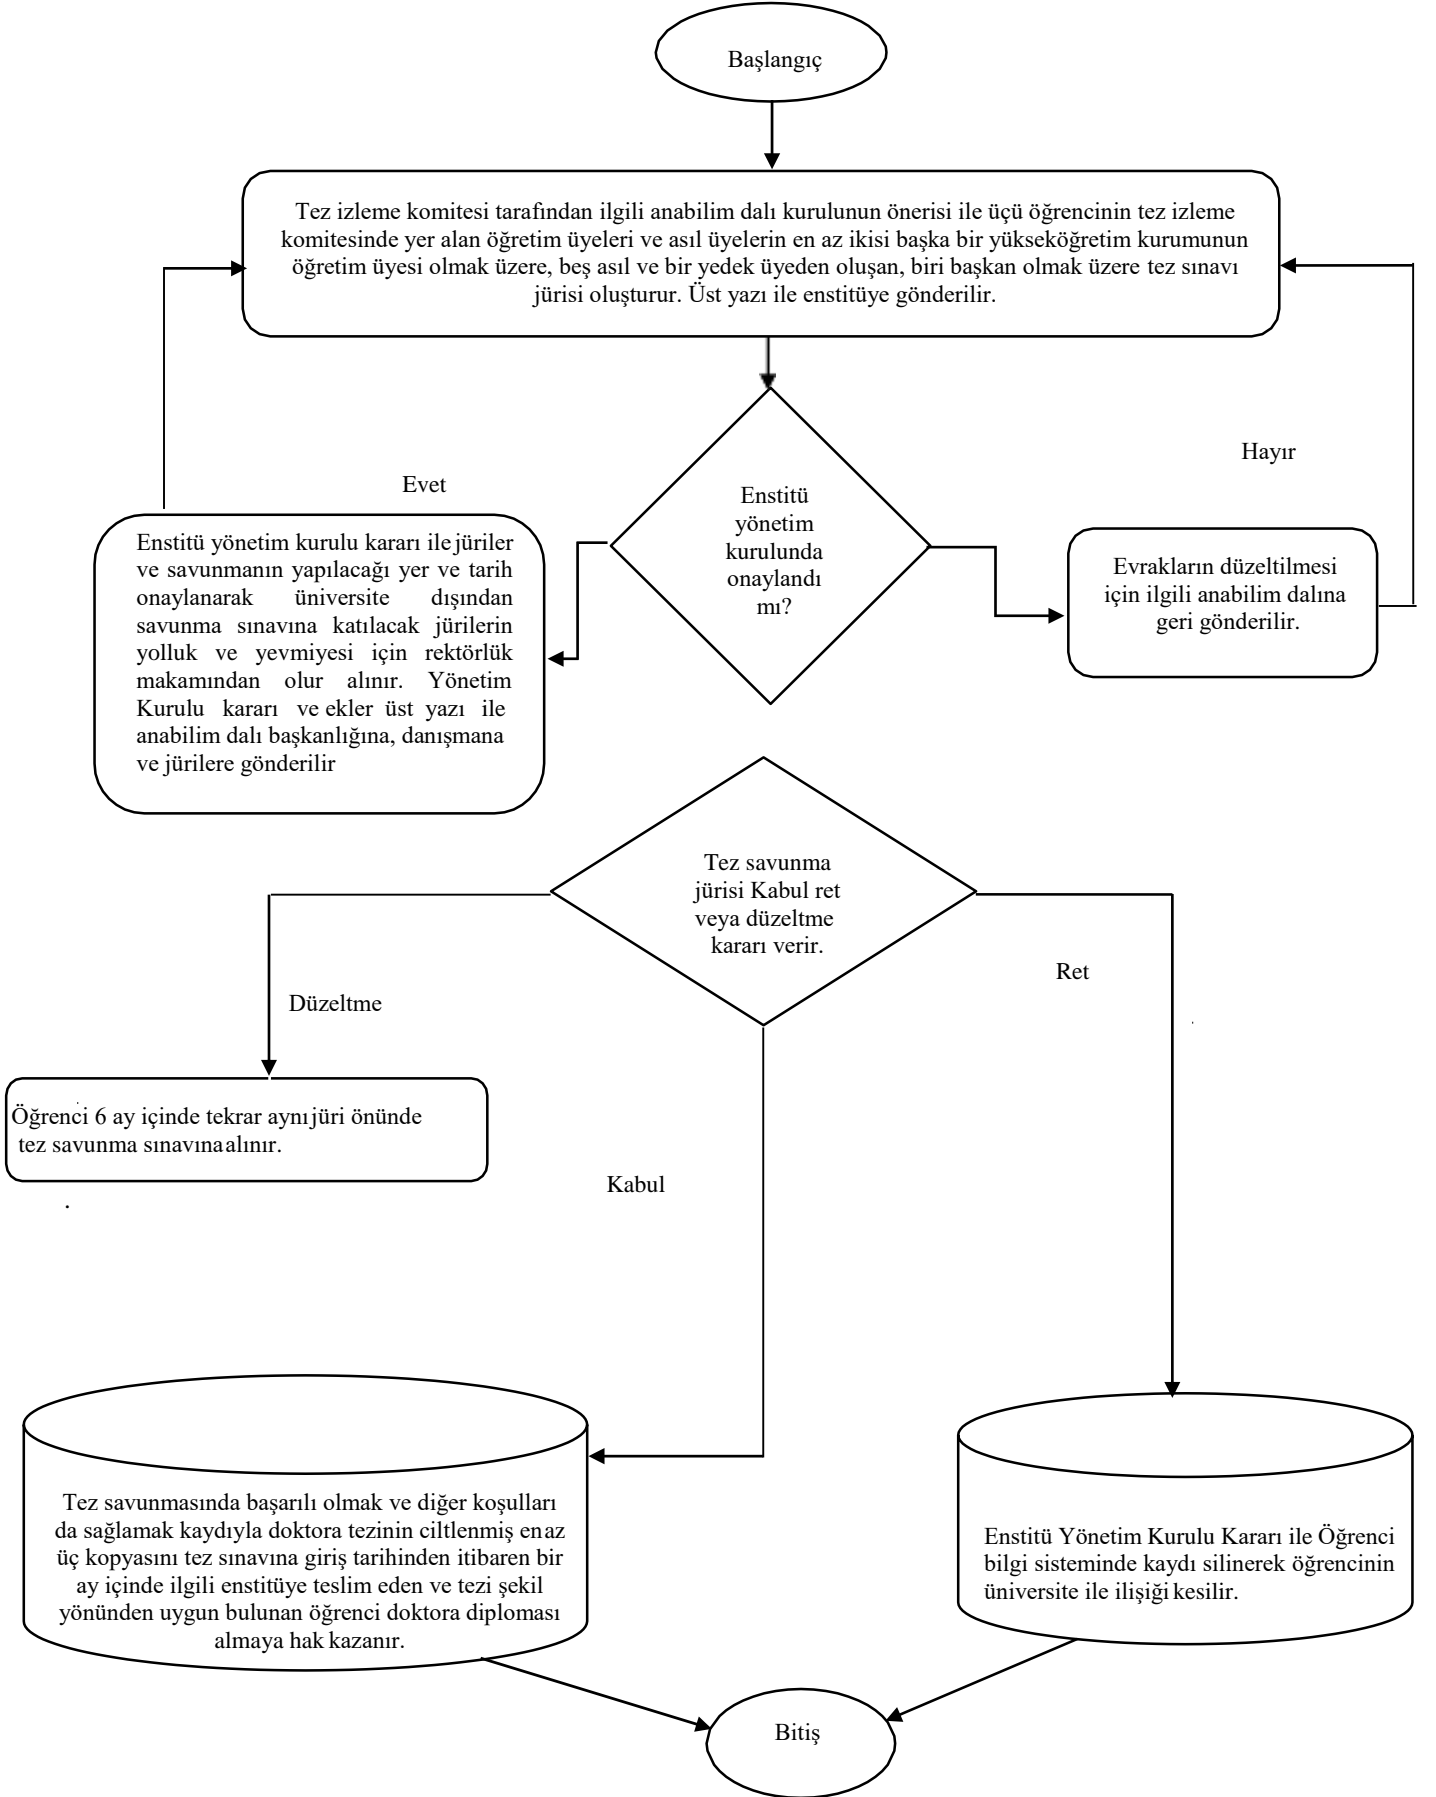 Başlangıç
Tez izleme komitesi tarafından ilgili anabilim dalı kurulunun önerisi ile üçü öğrencinin tez izleme
komitesinde yer alan öğretim üyeleri ve asıl üyelerin en az ikisi başka bir yükseköğretim kurumunun
öğretim üyesi olmak üzere, beş asıl ve bir yedek üyeden oluşan, biri başkan olmak üzere tez sınavı
jürisi oluşturur. Üst yazı ile enstitüye gönderilir.
Evet
Hayır
Enstitü
yönetim
kurulunda
onaylandı
mı?
Enstitü yönetim kurulu kararı ile jüriler
ve savunmanın yapılacağı yer ve tarih
onaylanarak üniversite dışından
savunma sınavına katılacak jürilerin
yolluk ve yevmiyesi için rektörlük
makamından olur alınır. Yönetim
Kurulu kararı ve ekler üst yazı ile
anabilim dalı başkanlığına, danışmana
ve jürilere gönderilir
Evrakların düzeltilmesi
için ilgili anabilim dalına
geri gönderilir.
Tez savunma
jürisi Kabul ret
veya düzeltme
kararı verir.
Düzeltme
Ret
Öğrenci 6 ay içinde tekrar aynı jüri önünde
tez savunma sınavına alınır.
Kabul
Tez savunmasında başarılı olmak ve diğer koşulları
da sağlamak kaydıyla doktora tezinin ciltlenmiş en az
üç kopyasını tez sınavına giriş tarihinden itibaren bir
ay içinde ilgili enstitüye teslim eden ve tezi şekil
yönünden uygun bulunan öğrenci doktora diploması
almaya hak kazanır.
Enstitü Yönetim Kurulu Kararı ile Öğrenci
bilgi sisteminde kaydı silinerek öğrencinin
üniversite ile ilişiği kesilir.
Bitiş